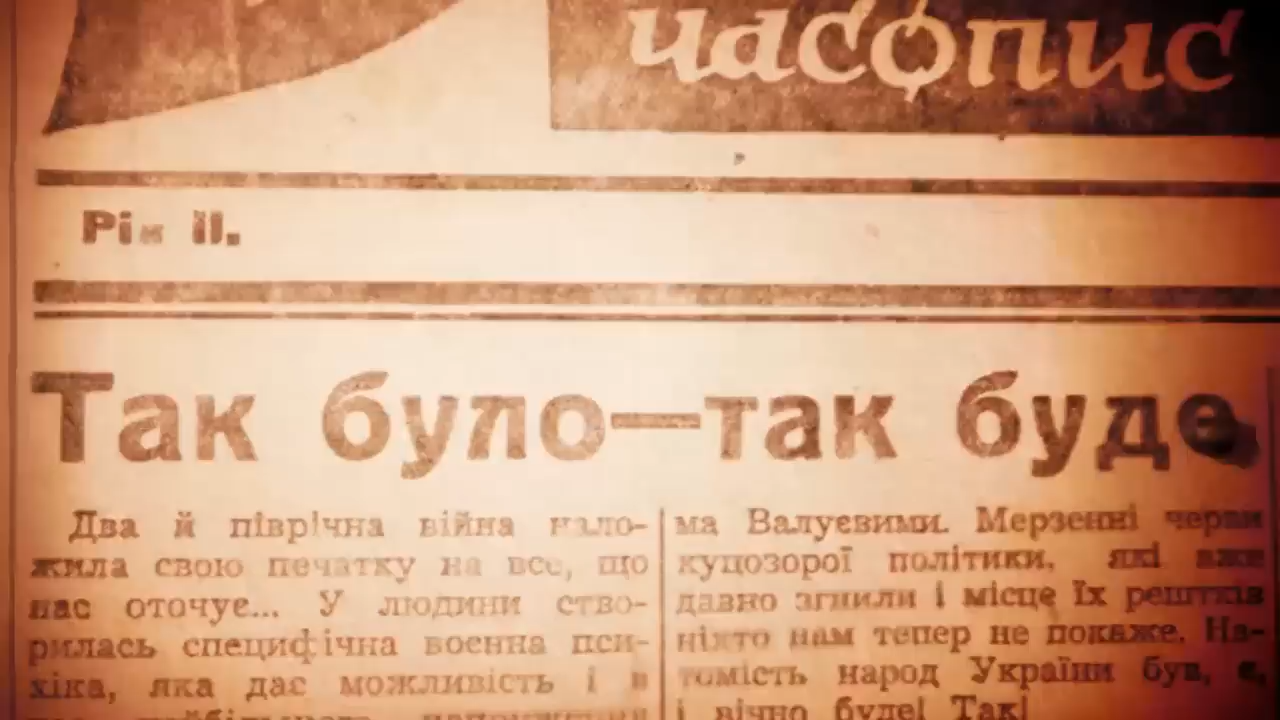 часопис
Рік II.
Так було—так буде
Два й піврічна війна нало-
жила свою печатку на все, що
нас оточує... У людини ство-
рилась специфічна воєнна пси-
хіка, яка дає можливість і в
ма Валуєвими. Мерзенні черви
куцозорої політики, які вже
давно згнили і місце їх рештків
ніхто нам тепер не покаже. На-
томість народ України був, є,
і вічно буде! Так!